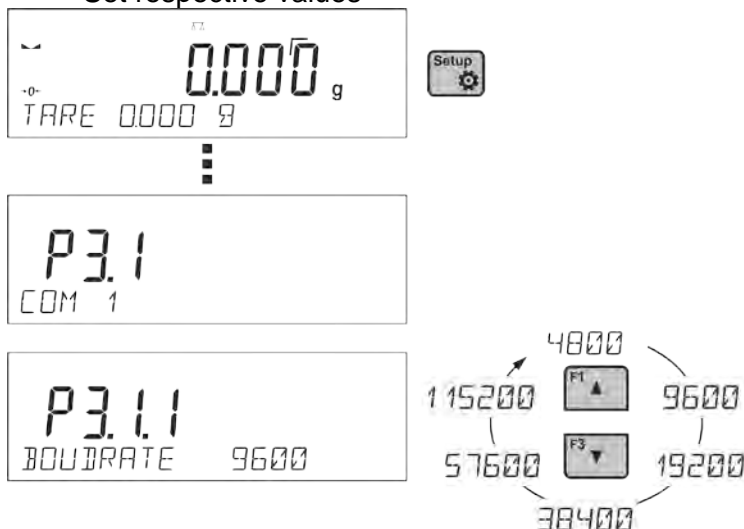 Set respective values
0.000 g
Setup
→0←
TARE 0.000 g
P3.1
COM 1
4800
115200
F1
9600
P3.1.1
BOUDRATE 9600
57600
F3
19200
38400